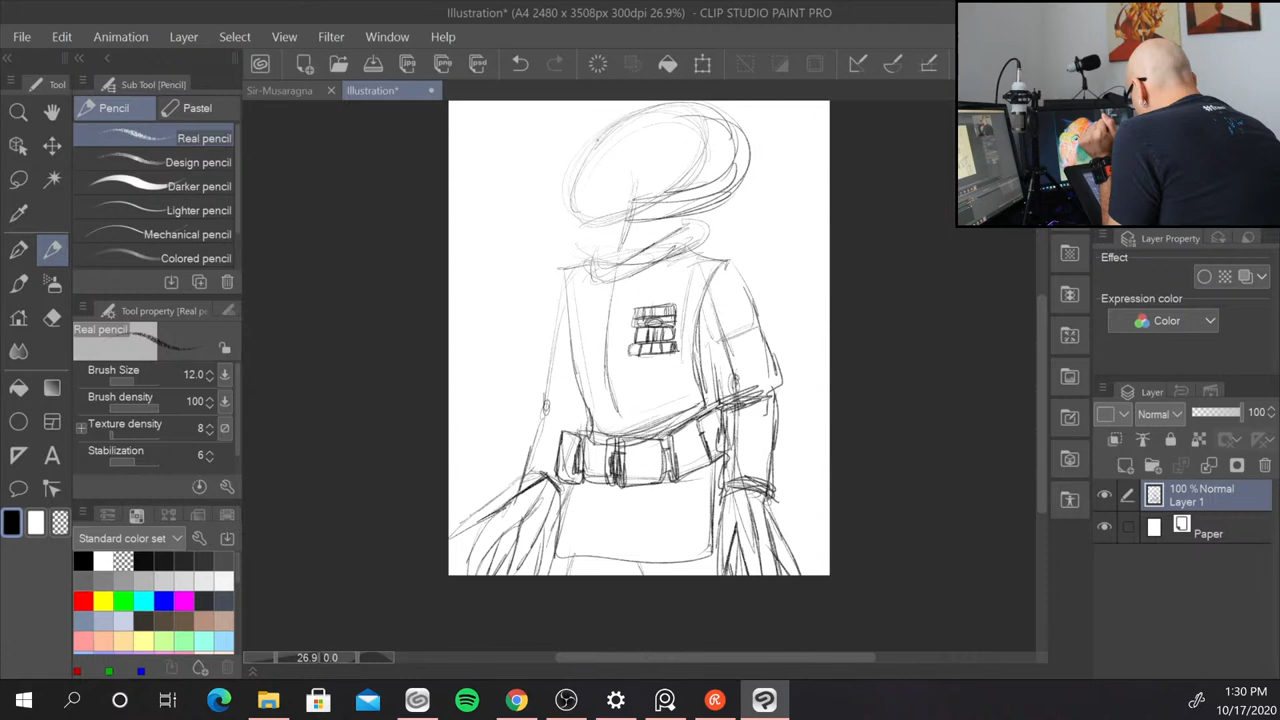 Illustration* (A4 2480 x 3508px 300dpi 26.9%) - CLIP STUDIO PAINT PRO
File Edit Animation Layer Select View Filter Window Help
jpg png psd
Tool Sub Tool [Pencil]
Sir-Musaragna Illustration*
Pencil Pastel
Real pencil
Design pencil
Darker pencil
Lighter pencil
Mechanical pencil
Colored pencil
Tool property [Real p
Real pencil
Brush Size 12.0
Brush density 100
Texture density 8
Stabilization 6
Standard color set
26.9 0.0
Layer Property
Effect
Expression color
Color
Layer
Normal 100
100 % Normal
Layer 1
Paper
1:30 PM
10/17/2020